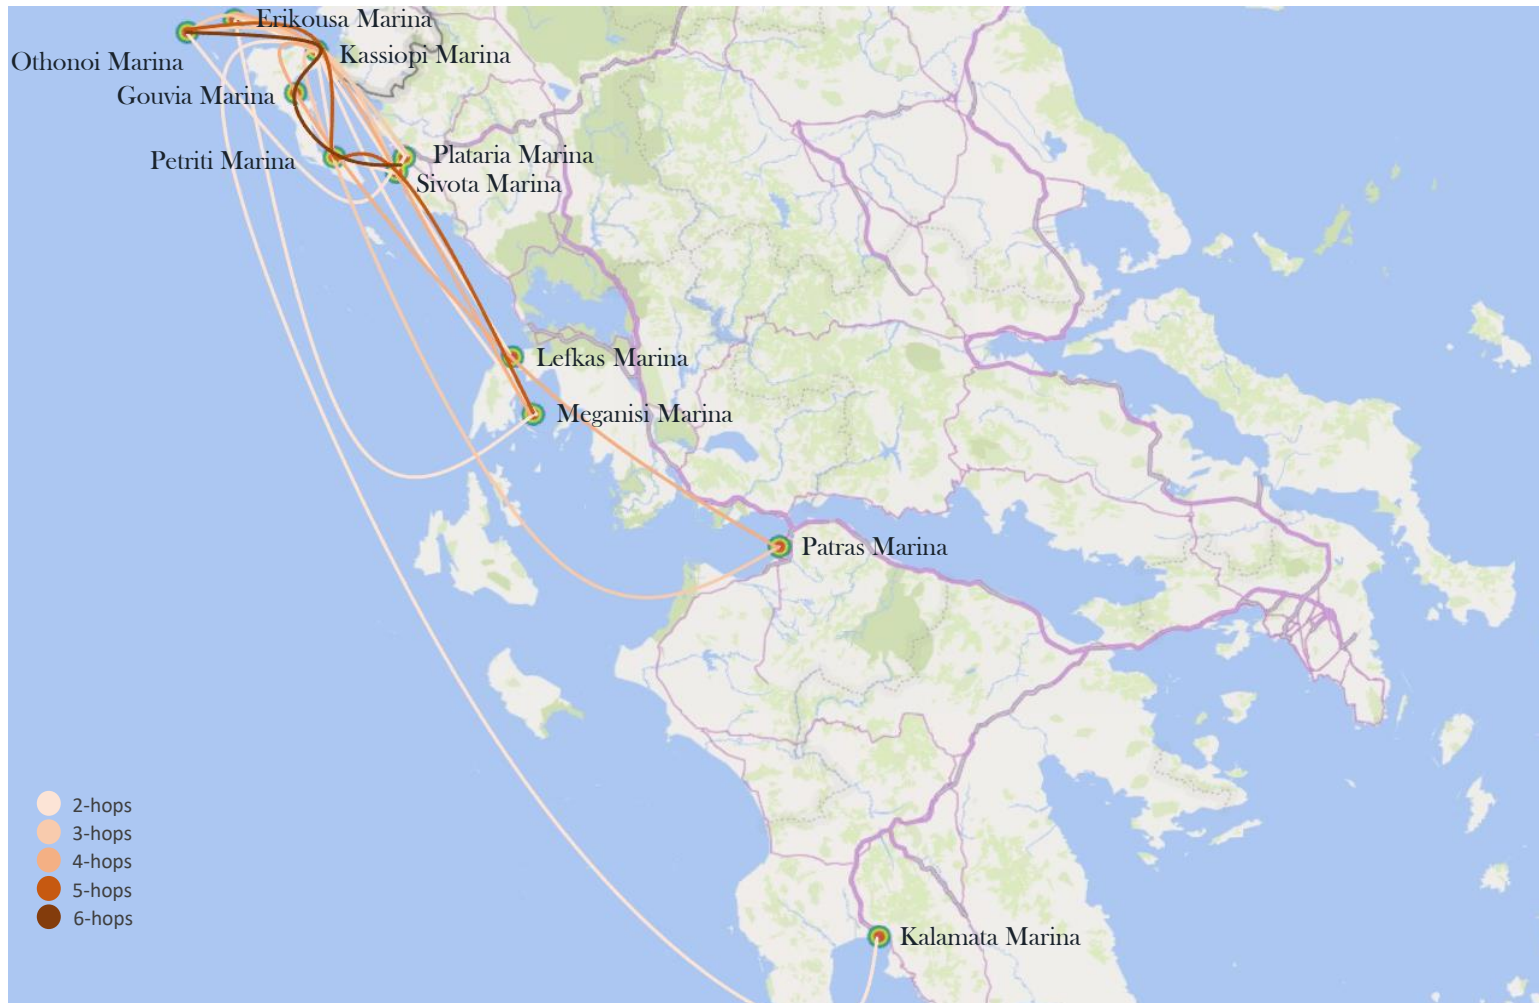 Erikousa Marina
Othonoi Marina
Kassiopi Marina
Gouvia Marina
Petriti Marina
Plataria Marina
Sivota Marina
Lefkas Marina
Meganisi Marina
Patras Marina
Kalamata Marina
2-hops
3-hops
4-hops
5-hops
6-hops